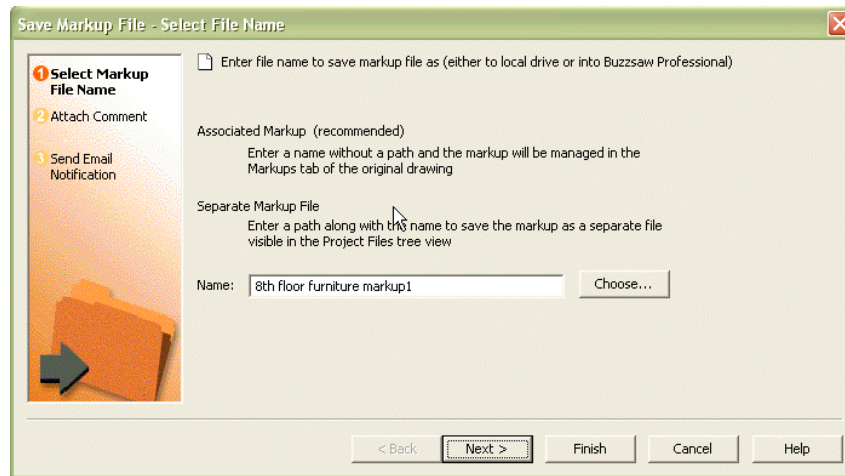 Save Markup File - Select File Name
1 Select Markup
File Name
2 Attach Comment
3 Send Email
Notification
Enter file name to save markup file as (either to local drive or into Buzzsaw Professional)
Associated Markup (recommended)
Enter a name without a path and the markup will be managed in the
Markups tab of the original drawing
Separate Markup File
Enter a path along with the name to save the markup as a separate file
visible in the Project Files tree view
Name: 8th floor furniture markup1 Choose...
< Back Next > Finish Cancel Help